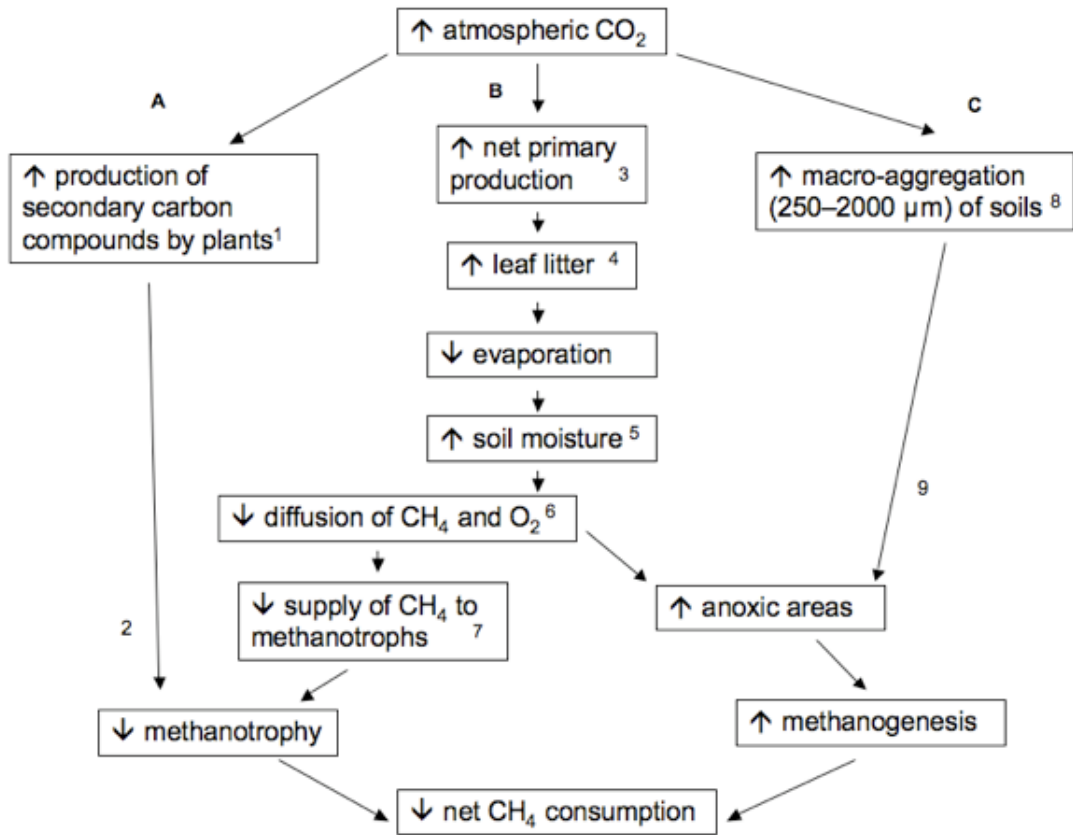 ↑ atmospheric CO₂
A
B
C
↑ production of
secondary carbon
compounds by plants¹
↑ net primary
production ³
↑ macro-aggregation
(250–2000 µm) of soils ⁸
↑ leaf litter ⁴
↓ evaporation
↑ soil moisture ⁵
9
↓ diffusion of CH₄ and O₂ ⁶
2
↓ supply of CH₄ to
methanotrophs ⁷
↑ anoxic areas
↓ methanotrophy
↑ methanogenesis
↓ net CH₄ consumption